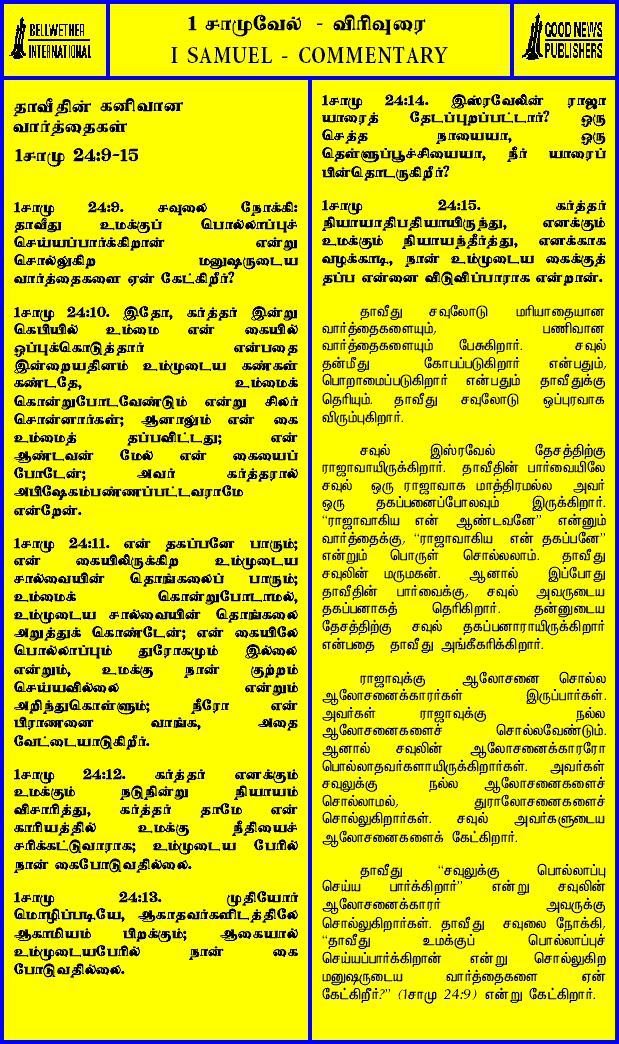 BELLWETHER
INTERNATIONAL
1 சாமுவேல் - விரிவுரை
I SAMUEL - COMMENTARY
GOOD NEWS
PUBLISHERS
தாவீதின் கனிவான
வார்த்தைகள்
1சாமு 24:9-15
1சாமு 24:9. சவுலை நோக்கி:
தாவீது உமக்குப் பொல்லாப்புச்
செய்யப்பார்க்கிறான் என்று
சொல்லுகிற மனுஷருடைய
வார்த்தைகளை ஏன் கேட்கிறீர்?
1சாமு 24:10. இதோ, கர்த்தர் இன்று
கெபியில் உம்மை என் கையில்
ஒப்புக்கொடுத்தார் என்பதை
இன்றையதினம் உம்முடைய கண்கள்
கண்டதே, உம்மைக்
கொன்றுபோடவேண்டும் என்று சிலர்
சொன்னார்கள்; ஆனாலும் என் கை
உம்மைத் தப்பவிட்டது; என்
ஆண்டவன் மேல் என் கையைப்
போடேன்; அவர் கர்த்தரால்
அபிஷேகம்பண்ணப்பட்டவராமே
என்றேன்.
1சாமு 24:11. என் தகப்பனே பாரும்;
என் கையிலிருக்கிற உம்முடைய
சால்வையின் தொங்கலைப் பாரும்;
உம்மைக் கொன்றுபோடாமல்,
உம்முடைய சால்வையின் தொங்கலை
அறுத்துக் கொண்டேன்; என் கையிலே
பொல்லாப்பும் துரோகமும் இல்லை
என்றும், உமக்கு நான் குற்றம்
செய்யவில்லை என்றும்
அறிந்துகொள்ளும்; நீரோ என்
பிராணனை வாங்க, அதை
வேட்டையாடுகிறீர்.
1சாமு 24:12. கர்த்தர் எனக்கும்
உமக்கும் நடுநின்று நியாயம்
விசாரித்து, கர்த்தர் தாமே என்
காரியத்தில் உமக்கு நீதியைச்
சரிக்கட்டுவாராக; உம்முடைய பேரில்
நான் கைபோடுவதில்லை.
1சாமு 24:13. முதியோர்
மொழிப்படியே, ஆகாதவர்களிடத்திலே
ஆகாமியம் பிறக்கும்; ஆகையால்
உம்முடையபேரில் நான் கை
போடுவதில்லை.
1சாமு 24:14. இஸ்ரவேலின் ராஜா
யாரைத் தேடப்புறப்பட்டார்? ஒரு
செத்த நாயையா, ஒரு
தெள்ளுப்பூச்சியையா, நீர் யாரைப்
பின்தொடருகிறீர்?
1சாமு 24:15. கர்த்தர்
நியாயாதிபதியாயிருந்து, எனக்கும்
உமக்கும் நியாயந்தீர்த்து, எனக்காக
வழக்காடி, நான் உம்முடைய கைக்குத்
தப்ப என்னை விடுவிப்பாராக என்றான்.
தாவீது சவுலோடு மரியாதையான
வார்த்தைகளையும், பணிவான
வார்த்தைகளையும் பேசுகிறார். சவுல்
தன்மீது கோபப்படுகிறார் என்பதும்,
பொறாமைப்படுகிறார் என்பதும் தாவீதுக்கு
தெரியும். தாவீது சவுலோடு ஒப்புரவாக
விரும்புகிறார்.
சவுல் இஸ்ரவேல் தேசத்திற்கு
ராஜாவாயிருக்கிறார். தாவீதின் பார்வையிலே
சவுல் ஒரு ராஜாவாக மாத்திரமல்ல அவர்
ஒரு தகப்பனைப்போலவும் இருக்கிறார்.
“ராஜாவாகிய என் ஆண்டவனே” என்னும்
வார்த்தைக்கு, “ராஜாவாகிய என் தகப்பனே”
என்றும் பொருள் சொல்லலாம். தாவீது
சவுலின் மருமகன். ஆனால் இப்போது
தாவீதின் பார்வைக்கு, சவுல் அவருடைய
தகப்பனாகத் தெரிகிறார். தன்னுடைய
தேசத்திற்கு சவுல் தகப்பனாராயிருக்கிறார்
என்பதை தாவீது அங்கீகரிக்கிறார்.
ராஜாவுக்கு ஆலோசனை சொல்ல
ஆலோசனைக்காரர்கள் இருப்பார்கள்.
அவர்கள் ராஜாவுக்கு நல்ல
ஆலோசனைகளைச் சொல்லவேண்டும்.
ஆனால் சவுலின் ஆலோசனைக்காரரோ
பொல்லாதவர்களாயிருக்கிறார்கள். அவர்கள்
சவுலுக்கு நல்ல ஆலோசனைகளைச்
சொல்லாமல், துராலோசனைகளைச்
சொல்லுகிறார்கள். சவுல் அவர்களுடைய
ஆலோசனைகளைக் கேட்கிறார்.
தாவீது “சவுலுக்கு பொல்லாப்பு
செய்ய பார்க்கிறார்” என்று சவுலின்
ஆலோசனைக்காரர் அவருக்கு
சொல்லுகிறார்கள். தாவீது சவுலை நோக்கி,
“தாவீது உமக்குப் பொல்லாப்புச்
செய்யப்பார்க்கிறான் என்று சொல்லுகிற
மனுஷருடைய வார்த்தைகளை ஏன்
கேட்கிறீர்?” (1சாமு 24:9) என்று கேட்கிறார்.